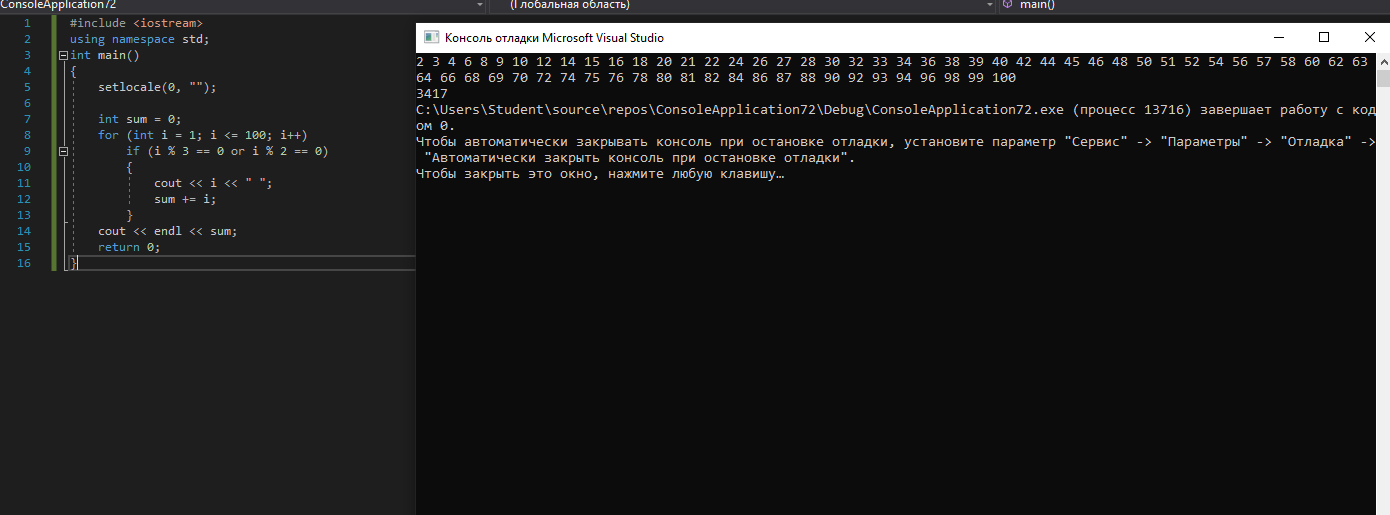 ConsoleApplication72 (Глобальная область) main()
1 #include <iostream>
2 using namespace std;
3 int main()
4 {
5 setlocale(0, "");
6
7 int sum = 0;
8 for (int i = 1; i <= 100; i++)
9 if (i % 3 == 0 or i % 2 == 0)
10 {
11 cout << i << " ";
12 sum += i;
13 }
14 cout << endl << sum;
15 return 0;
16 }
Консоль отладки Microsoft Visual Studio
2 3 4 6 8 9 10 12 14 15 16 18 20 21 22 24 26 27 28 30 32 33 34 36 38 39 40 42 44 45 46 48 50 51 52 54 56 57 58 60 62 63
64 66 68 69 70 72 74 75 76 78 80 81 82 84 86 87 88 90 92 93 94 96 98 99 100
3417
C:\Users\Student\source\repos\ConsoleApplication72\Debug\ConsoleApplication72.exe (процесс 13716) завершает работу с код
ом 0.
Чтобы автоматически закрывать консоль при остановке отладки, установите параметр "Сервис" -> "Параметры" -> "Отладка" ->
"Автоматически закрыть консоль при остановке отладки".
Чтобы закрыть это окно, нажмите любую клавишу…